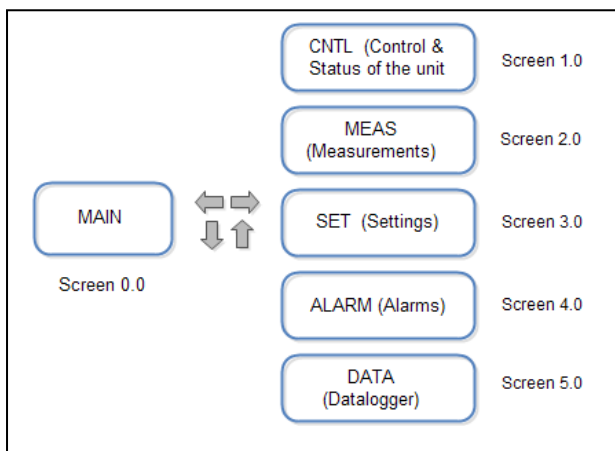 CNTL (Control &
Status of the unit
Screen 1.0
MEAS
(Measurements)
Screen 2.0
MAIN
Screen 0.0
SET (Settings)
Screen 3.0
ALARM (Alarms)
Screen 4.0
DATA
(Datalogger)
Screen 5.0